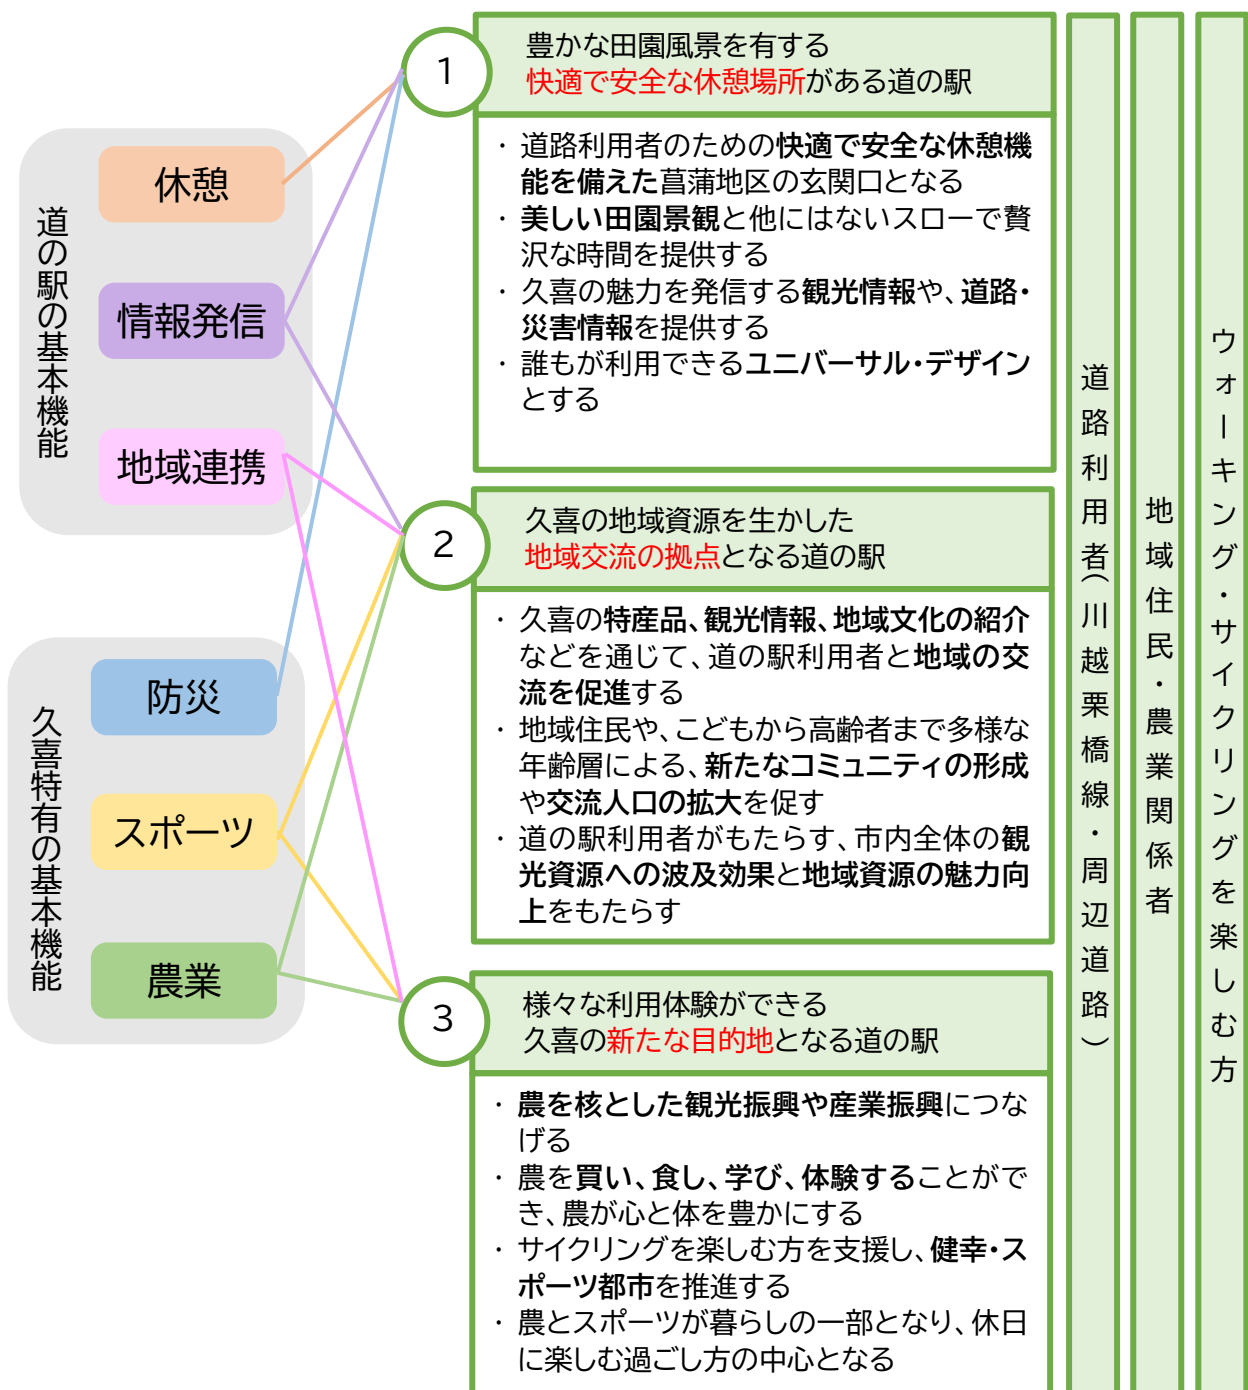 道の駅の基本機能
休憩
情報発信
地域連携
久喜特有の基本機能
防災
スポーツ
農業
1
豊かな田園風景を有する
快適で安全な休憩場所がある道の駅
・道路利用者のための快適で安全な休憩機
能を備えた菖蒲地区の玄関口となる
・美しい田園景観と他にはないスローで贅
沢な時間を提供する
・久喜の魅力を発信する観光情報や、道路・
災害情報を提供する
・誰もが利用できるユニバーサル・デザイン
とする
2
久喜の地域資源を生かした
地域交流の拠点となる道の駅
・久喜の特産品、観光情報、地域文化の紹介
などを通じて、道の駅利用者と地域の交
流を促進する
・地域住民や、こどもから高齢者まで多様な
年齢層による、新たなコミュニティの形成
や交流人口の拡大を促す
・道の駅利用者がもたらす、市内全体の観
光資源への波及効果と地域資源の魅力向
上をもたらす
3
様々な利用体験ができる
久喜の新たな目的地となる道の駅
・農を核とした観光振興や産業振興につな
げる
・農を買い、食し、学び、体験することがで
き、農が心と体を豊かにする
・サイクリングを楽しむ方を支援し、健幸・ス
ポーツ都市を推進する
・農とスポーツが暮らしの一部となり、休日
に楽しむ過ごし方の中心となる
道路利用者(川越栗橋線・周辺道路)
地域住民・農業関係者
ウォーキング・サイクリングを楽しむ方